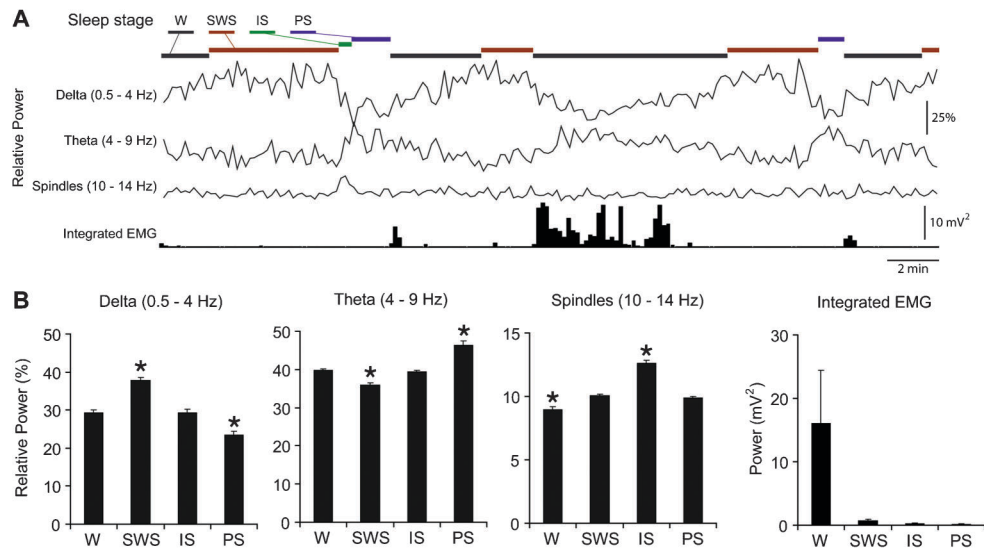 A
Sleep stage
W SWS IS PS
Relative Power
Delta (0.5 - 4 Hz)
25%
Theta (4 - 9 Hz)
Spindles (10 - 14 Hz)
10 mV²
Integrated EMG
2 min
B
Delta (0.5 - 4 Hz)
Relative Power (%)
50
40
30
20
10
0
*
*
W SWS IS PS
Theta (4 - 9 Hz)
50
40
30
20
10
0
*
*
W SWS IS PS
Spindles (10 - 14 Hz)
15
10
5
0
*
*
W SWS IS PS
Integrated EMG
Power (mV²)
30
20
10
0
W SWS IS PS